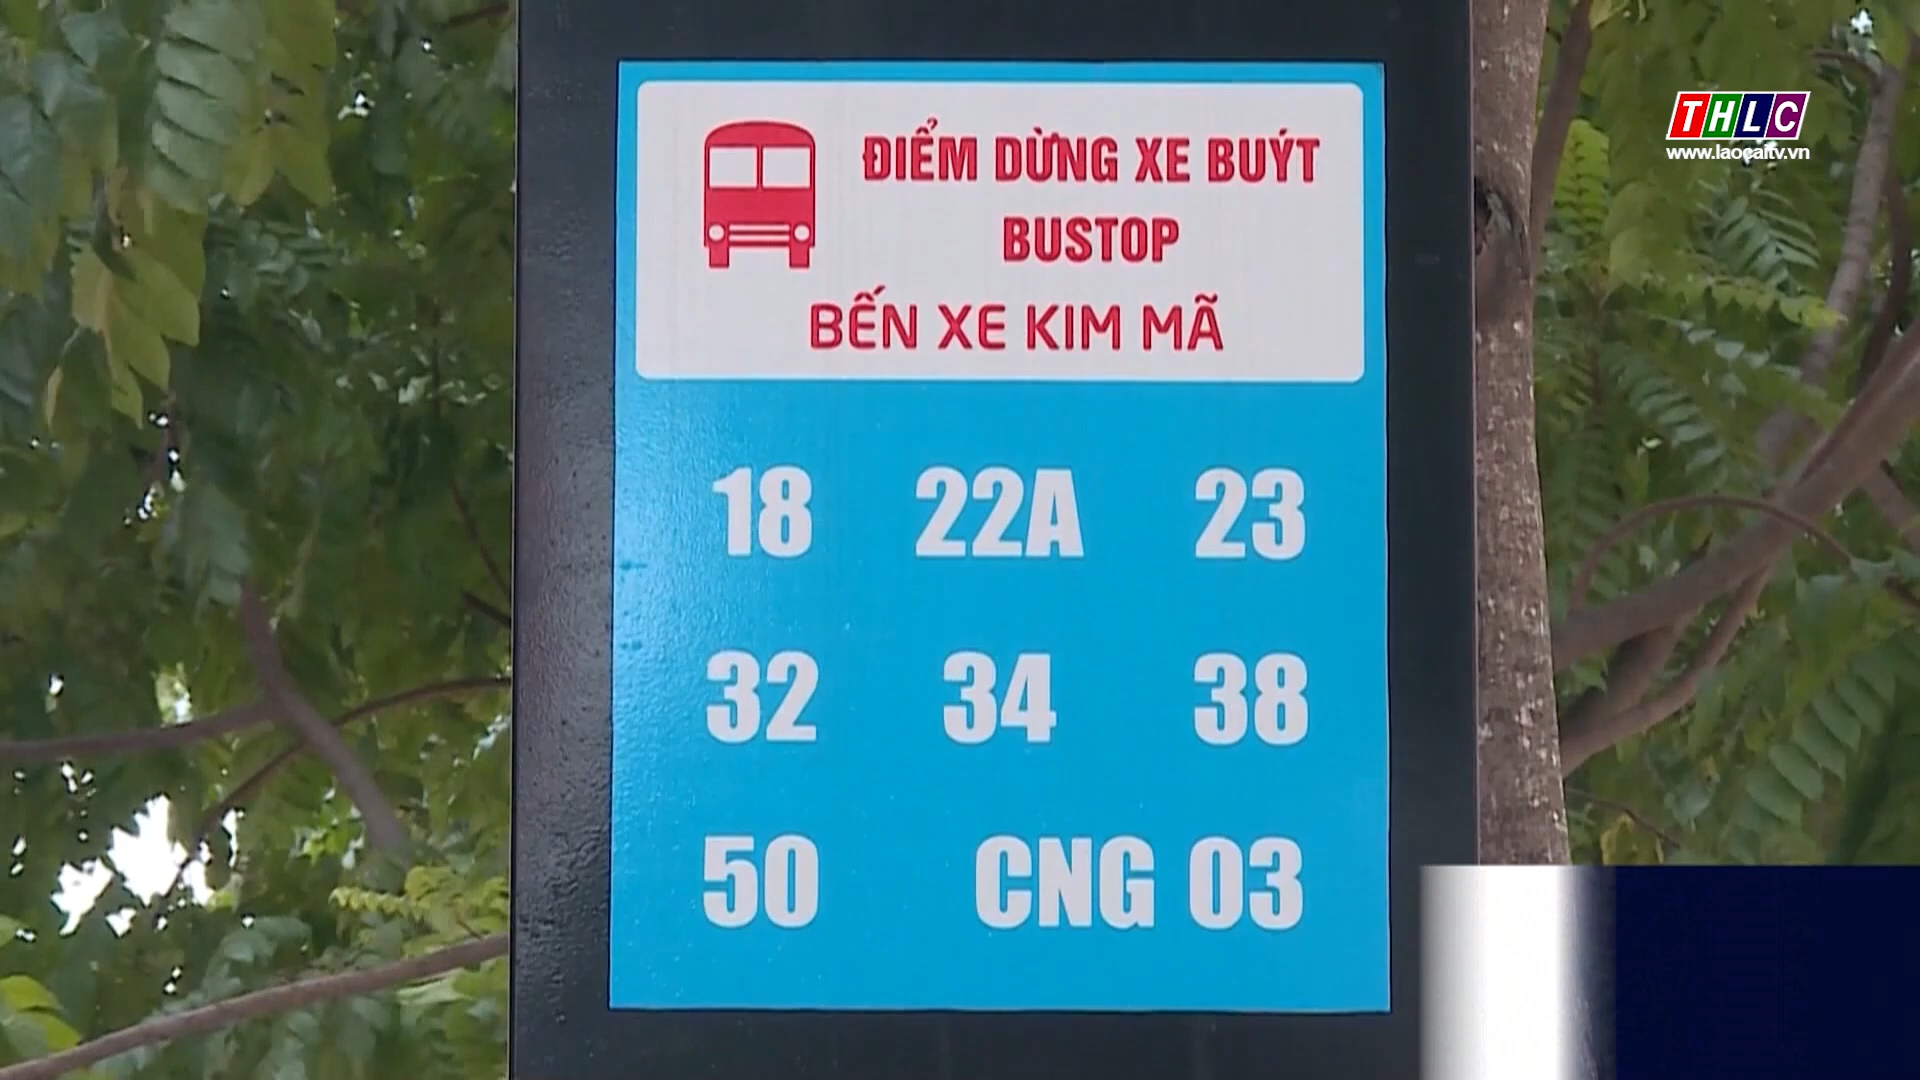 THLC
www.laocaitv.vn
ĐIỂM DỪNG XE BUÝT
BUSTOP
BẾN XE KIM MÃ
18 22A 23
32 34 38
50 CNG 03